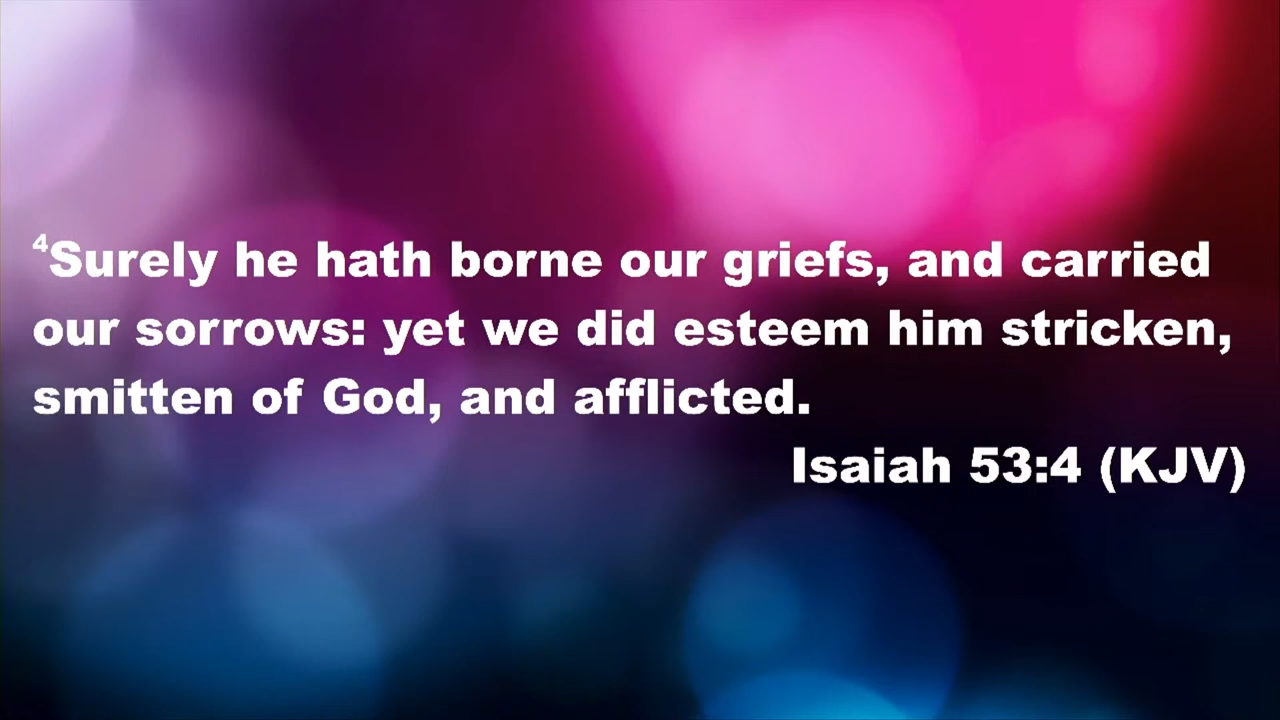 ⁴Surely he hath borne our griefs, and carried
our sorrows: yet we did esteem him stricken,
smitten of God, and afflicted.
Isaiah 53:4 (KJV)